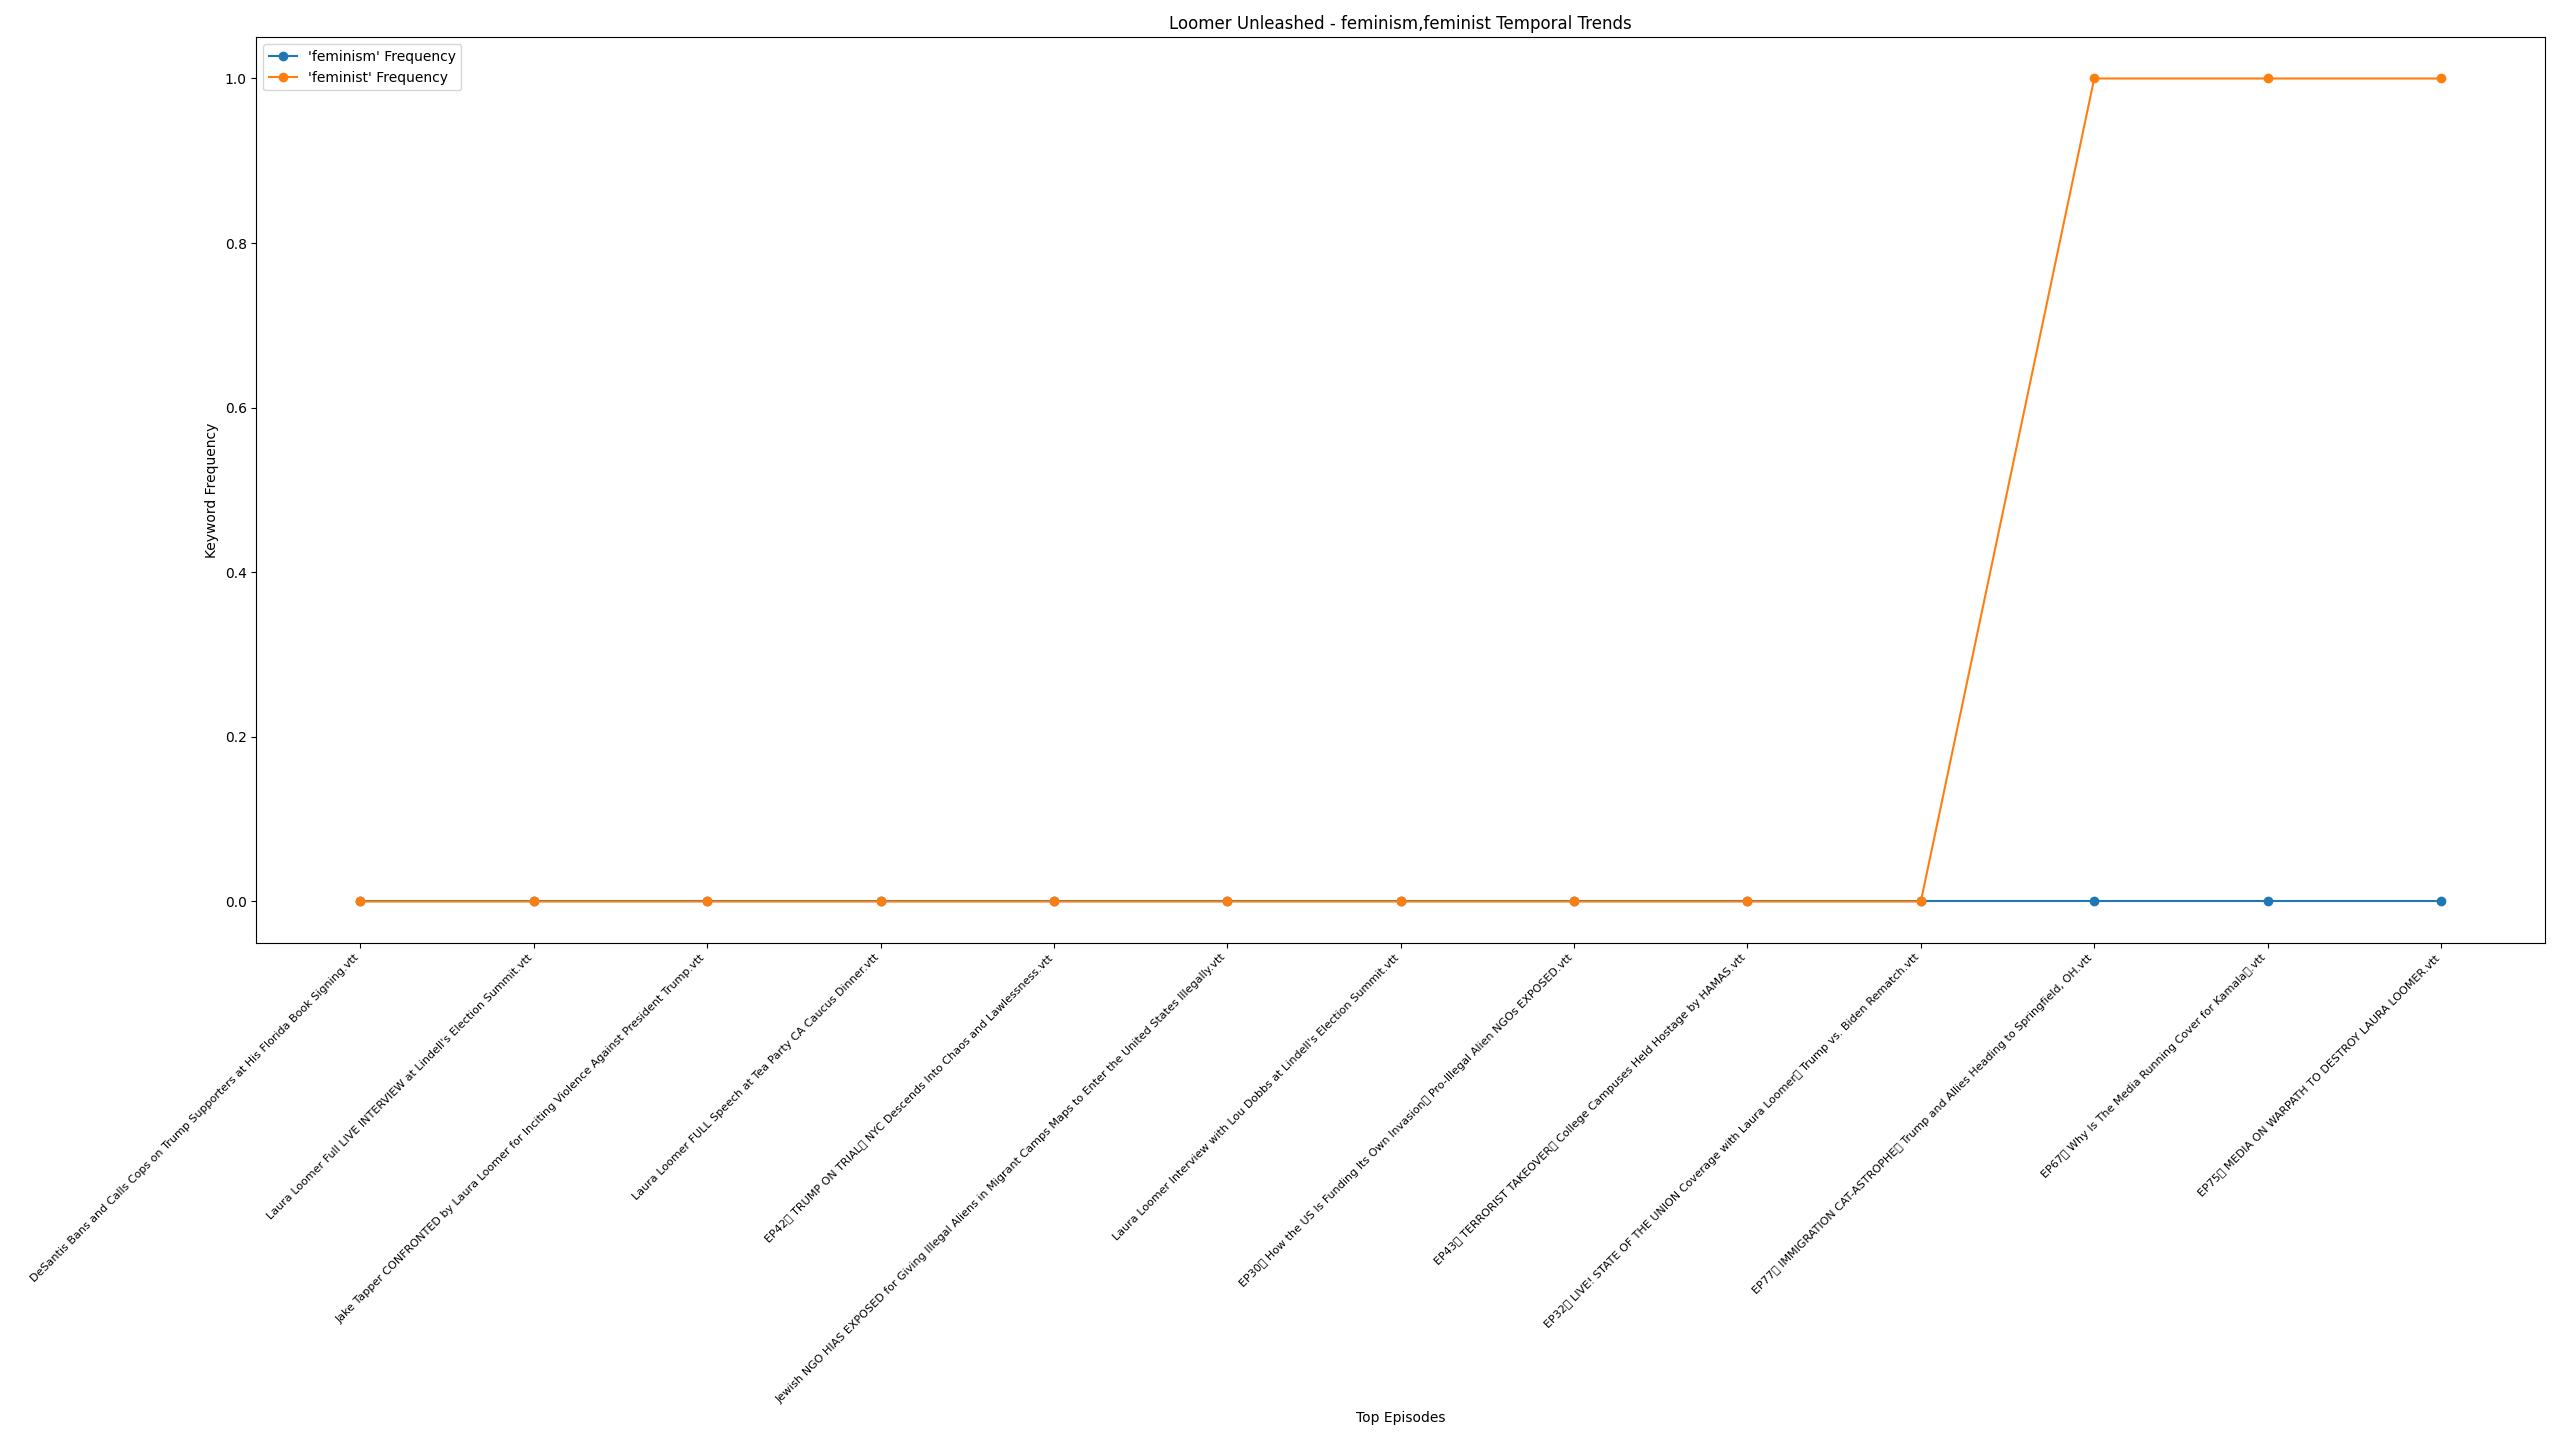 Loomer Unleashed - feminism,feminist Temporal Trends
'feminism' Frequency
'feminist' Frequency
Keyword Frequency
1.0
0.8
0.6
0.4
0.2
0.0
DeSantis Bans and Calls Cops on Trump Supporters at His Florida Book Signing.vtt
Laura Loomer Full LIVE INTERVIEW at Lindell's Election Summit.vtt
Jake Tapper CONFRONTED by Laura Loomer for Inciting Violence Against President Trump.vtt
Laura Loomer FULL Speech at Tea Party CA Caucus Dinner.vtt
EP42▯ TRUMP ON TRIAL▯ NYC Descends Into Chaos and Lawlessness.vtt
Jewish NGO HIAS EXPOSED for Giving Illegal Aliens in Migrant Camps Maps to Enter the United States Illegally.vtt
Laura Loomer Interview with Lou Dobbs at Lindell's Election Summit.vtt
EP30▯ How the US Is Funding Its Own Invasion▯ Pro-Illegal Alien NGOs EXPOSED.vtt
EP43▯ TERRORIST TAKEOVER▯ College Campuses Held Hostage by HAMAS.vtt
EP32▯ LIVE! STATE OF THE UNION Coverage with Laura Loomer▯ Trump vs. Biden Rematch.vtt
EP77▯ IMMIGRATION CAT-ASTROPHE▯ Trump and Allies Heading to Springfield, OH.vtt
EP67▯ Why Is The Media Running Cover for Kamala▯.vtt
EP75▯ MEDIA ON WARPATH TO DESTROY LAURA LOOMER.vtt
Top Episodes